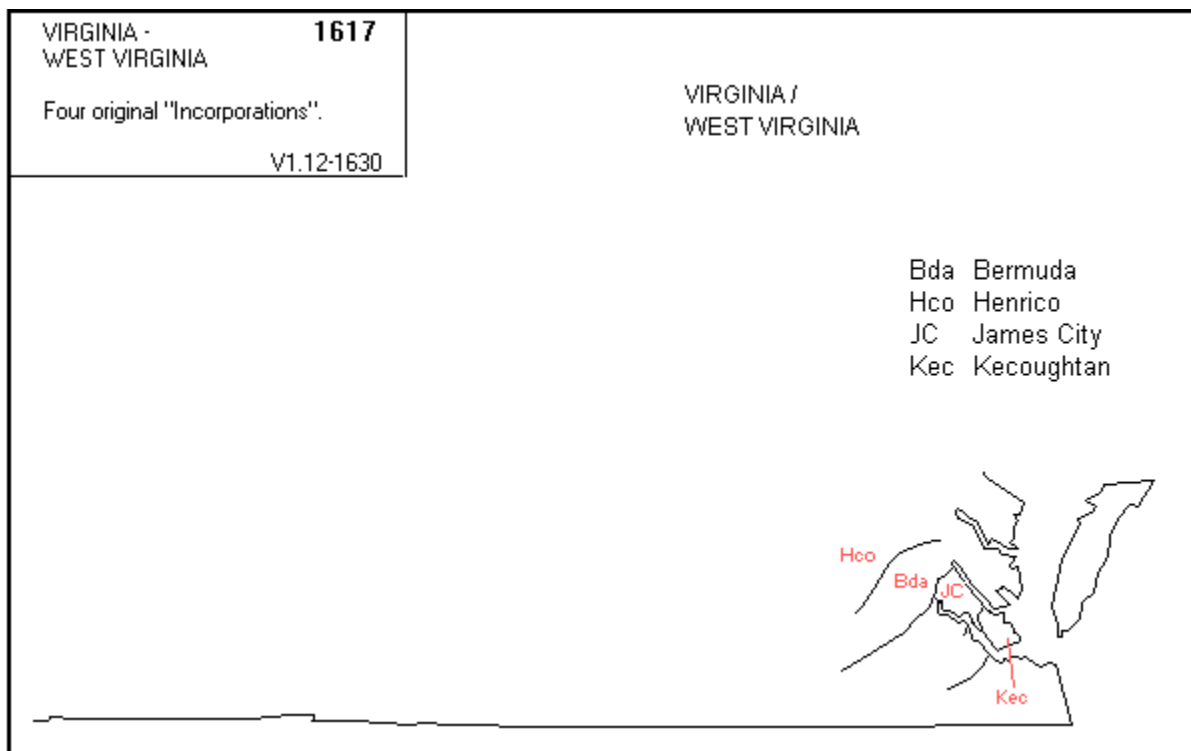 VIRGINIA - 1617
WEST VIRGINIA
Four original "Incorporations".
V1.12-1630
VIRGINIA /
WEST VIRGINIA
Bda Bermuda
Hco Henrico
JC James City
Kec Kecoughtan
Hco
Bda
JC
Kec